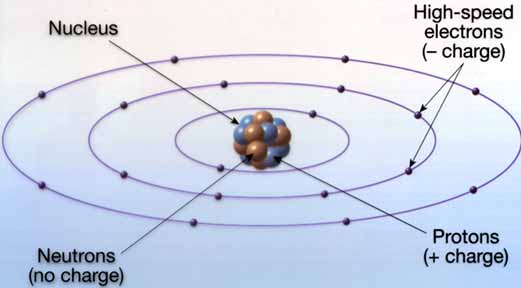 Nucleus
High-speed
electrons
(– charge)
Neutrons
(no charge)
Protons
(+ charge)